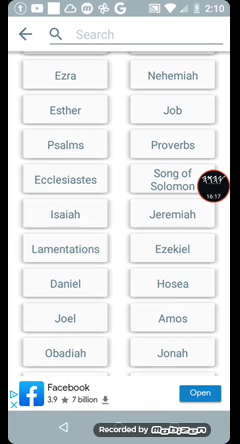 2:10
Search
Ezra Nehemiah
Esther Job
Psalms Proverbs
Ecclesiastes Song of
Solomon
Isaiah Jeremiah
16:17
Lamentations Ezekiel
Daniel Hosea
Joel Amos
Obadiah Jonah
Facebook
3.9 ★ 7 billion
Open
Recorded by Mobizen